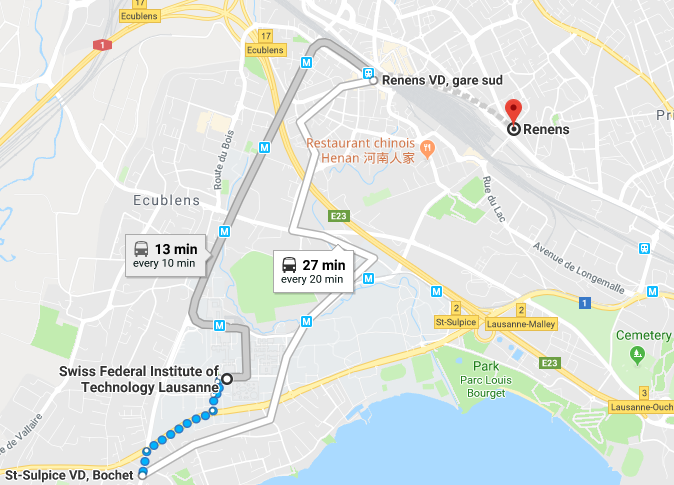 Ecublens
17
17
Ecublens
1
M
Renens VD, gare sud
Renens
Pri
Restaurant chinois
Henan 河南人家
Route du Bois
M
Ecublens
Rue du Lac
E23
M
13 min
every 10 min
27 min
every 20 min
Avenue de Longemalle
M
M
M
1
2
St-Sulpice
2
Lausanne-Malley
M
M
Cemetery
E23
Park
Parc Louis
Bourget
Swiss Federal Institute of
Technology Lausanne
3
Lausanne-Ouch
e de Vallaire
St-Sulpice VD, Bochet